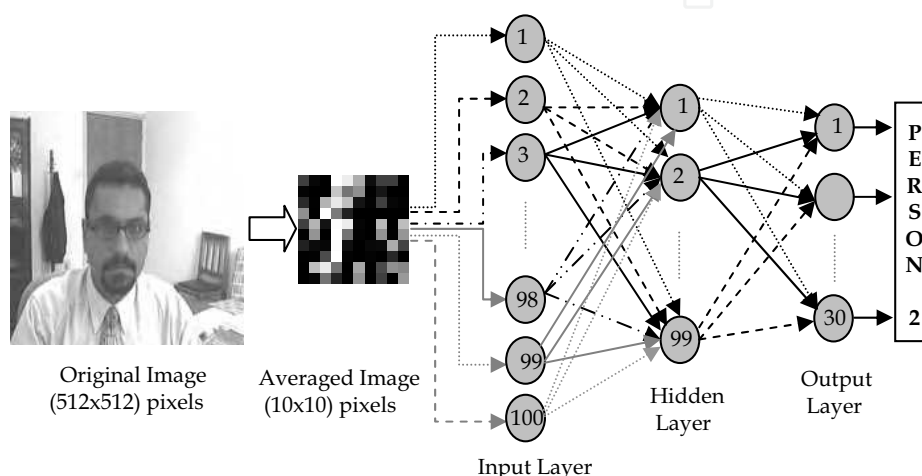 1
2
3
98
99
100
1
2
99
1
30
PERSON 2
Original Image
(512x512) pixels
Averaged Image
(10x10) pixels
Input Layer
Hidden
Layer
Output
Layer